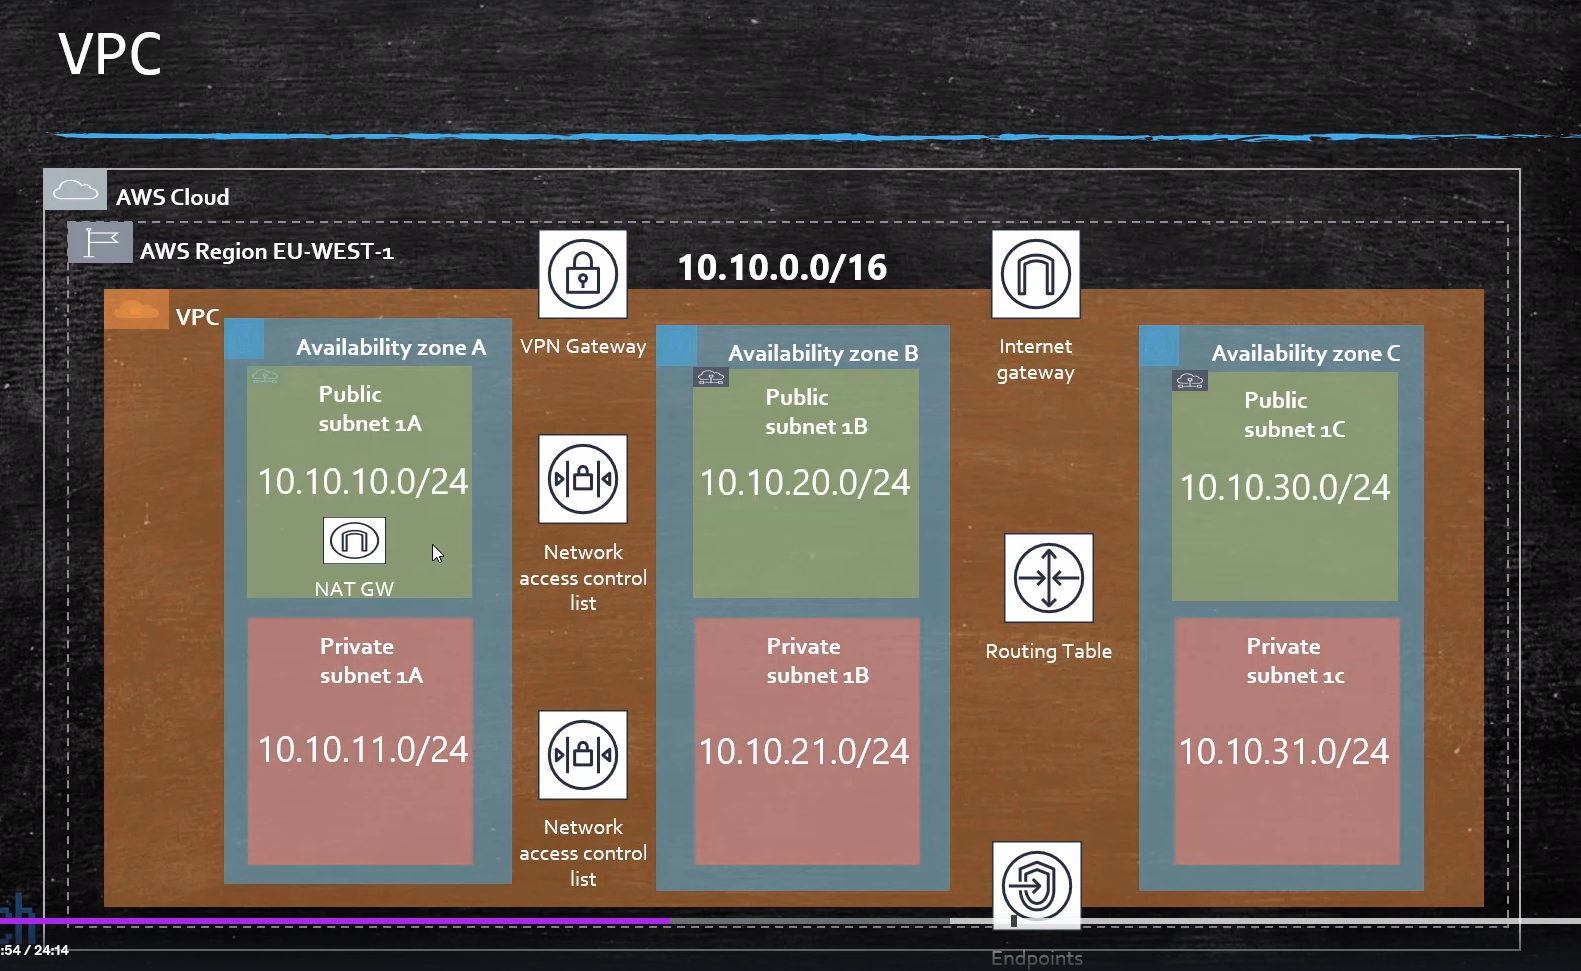 VPC
AWS Cloud
AWS Region EU-WEST-1
10.10.0.0/16
VPC
Availability zone A
VPN Gateway
Availability zone B
Internet
gateway
Availability zone C
Public
subnet 1A
10.10.10.0/24
NAT GW
Public
subnet 1B
10.10.20.0/24
Public
subnet 1C
10.10.30.0/24
Network
access control
list
Routing Table
Private
subnet 1A
10.10.11.0/24
Private
subnet 1B
10.10.21.0/24
Private
subnet 1c
10.10.31.0/24
Network
access control
list
Endpoints
ch
:54 / 24:14